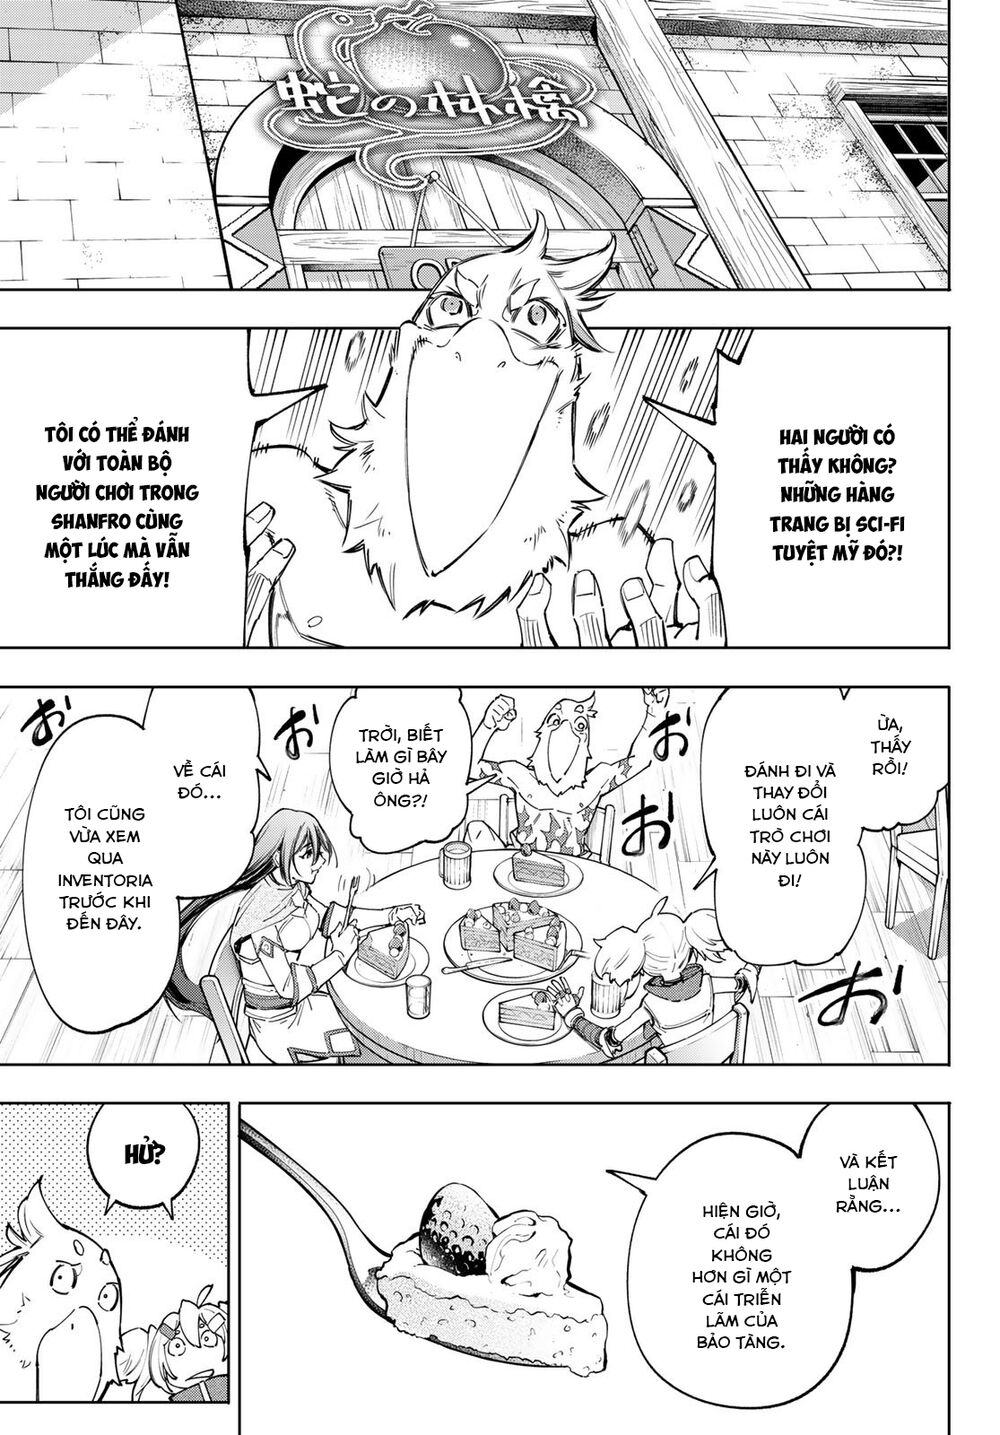 蛇の林檎
OP
HAI NGƯỜI CÓ
THẤY KHÔNG?
NHỮNG HÀNG
TRANG BỊ SCI-FI
TUYỆT MỸ ĐÓ?!
TÔI CÓ THỂ ĐÁNH
VỚI TOÀN BỘ
NGƯỜI CHƠI TRONG
SHANFRO CÙNG
MỘT LÚC MÀ VẪN
THẮNG ĐẤY!
ỪA,
THẤY
RỒI!
ĐÁNH ĐI VÀ
THAY ĐỔI
LUÔN CÁI
TRÒ CHƠI
NÀY LUÔN
ĐI!
お
お
お
お
TRỜI, BIẾT
LÀM GÌ BÂY
GIỜ HẢ
ÔNG?!
VỀ CÁI
ĐÓ...
TÔI CŨNG
VỪA XEM
QUA
INVENTORIA
TRƯỚC KHI
ĐẾN ĐÂY.
VÀ KẾT
LUẬN
RẰNG...
HIỆN GIỜ,
CÁI ĐÓ
KHÔNG
HƠN GÌ MỘT
CÁI TRIỄN
LÃM CỦA
BẢO TÀNG.
HỬ?